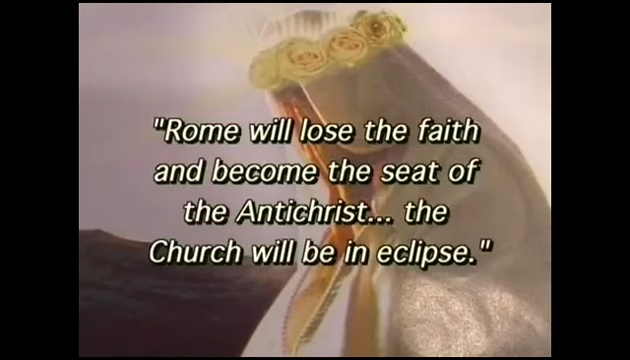 "Rome will lose the faith
and become the seat of
the Antichrist... the
Church will be in eclipse."